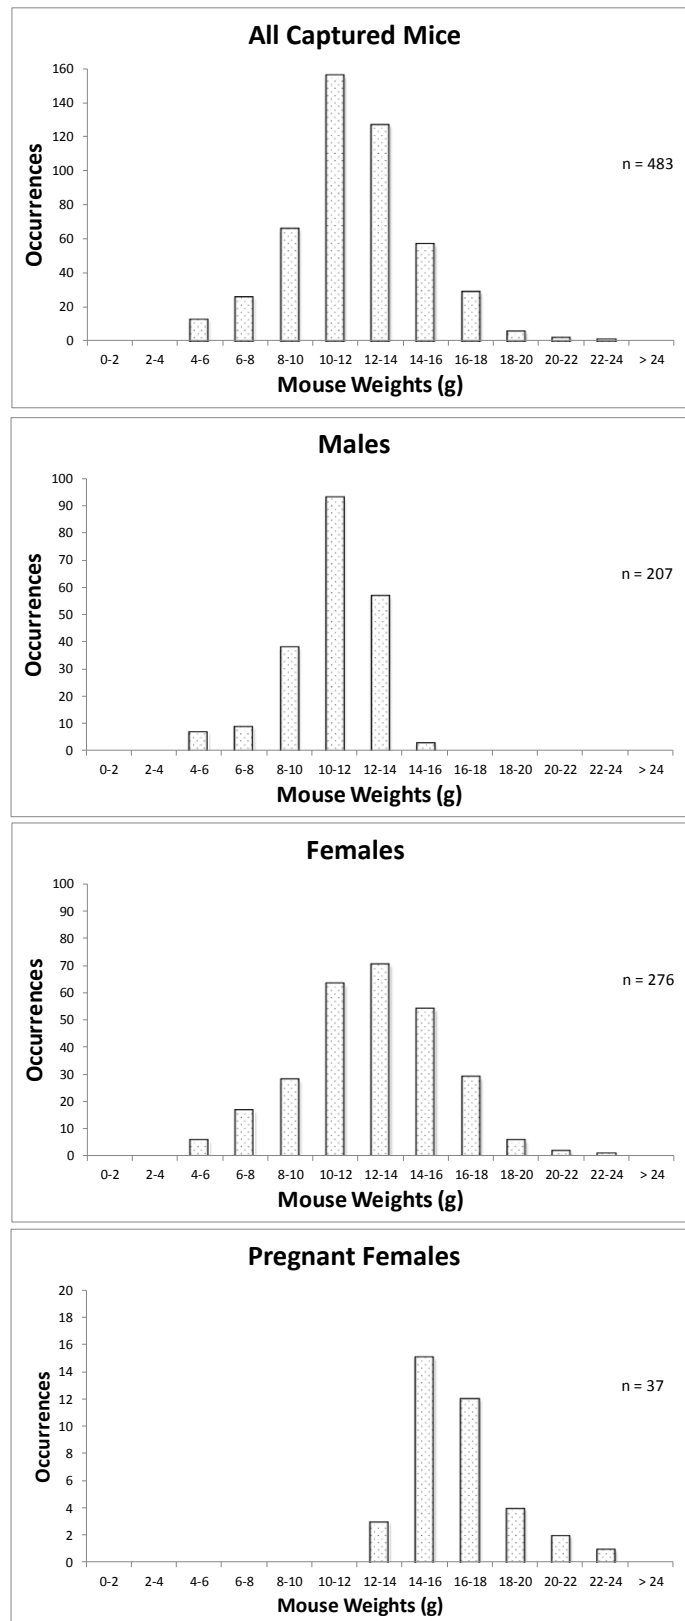 All Captured Mice
160
140
120
100
80
60
40
20
0
Occurrences
n = 483
0-2 2-4 4-6 6-8 8-10 10-12 12-14 14-16 16-18 18-20 20-22 22-24 > 24
Mouse Weights (g)
Males
100
90
80
70
60
50
40
30
20
10
0
Occurrences
n = 207
0-2 2-4 4-6 6-8 8-10 10-12 12-14 14-16 16-18 18-20 20-22 22-24 > 24
Mouse Weights (g)
Females
100
90
80
70
60
50
40
30
20
10
0
Occurrences
n = 276
0-2 2-4 4-6 6-8 8-10 10-12 12-14 14-16 16-18 18-20 20-22 22-24 > 24
Mouse Weights (g)
Pregnant Females
20
18
16
14
12
10
8
6
4
2
0
Occurrences
n = 37
0-2 2-4 4-6 6-8 8-10 10-12 12-14 14-16 16-18 18-20 20-22 22-24 > 24
Mouse Weights (g)